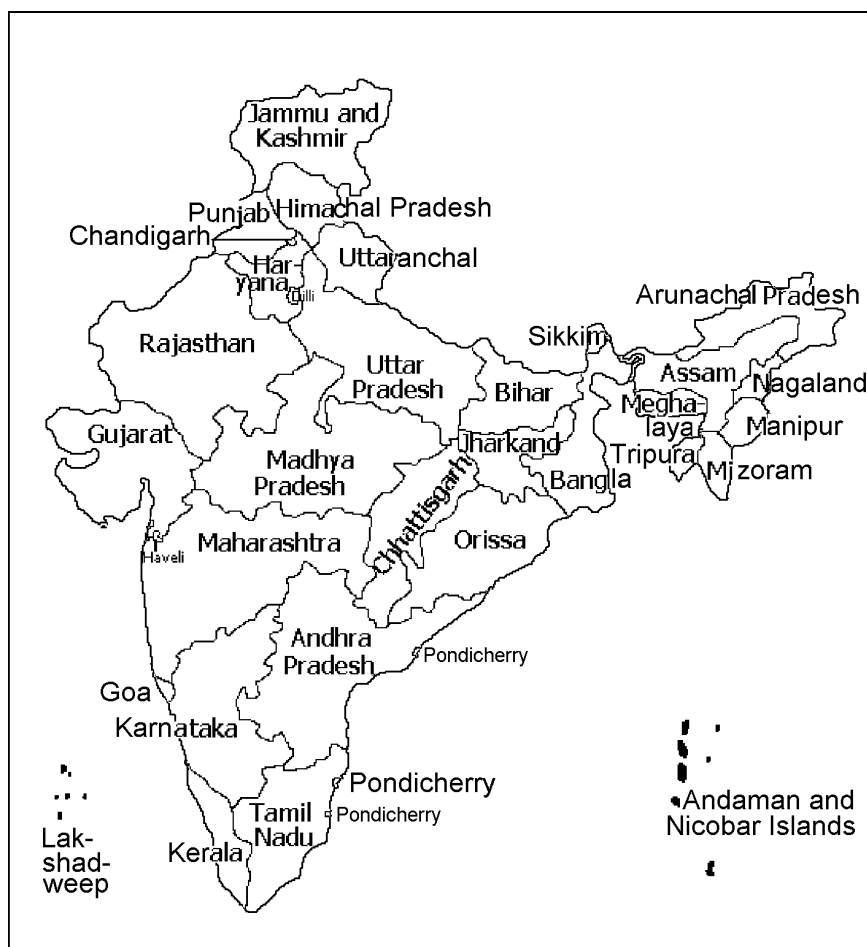 Jammu and
Kashmir
Punjab
Himachal Pradesh
Chandigarh
Uttaranchal
Har-
yana
Dilli
Arunachal Pradesh
Rajasthan
Sikkim
Uttar
Pradesh
Bihar
Assam
Nagaland
Megha-
laya
Gujarat
Manipur
Jharkand
Tripura
Mizoram
Madhya
Pradesh
Bangla
Chhattisgarh
Maharashtra
Orissa
Haveli
Andhra
Pradesh
Pondicherry
Goa
Karnataka
Pondicherry
Tamil
Nadu
Pondicherry
Andaman and
Nicobar Islands
Kerala
Lak-
shad-
weep